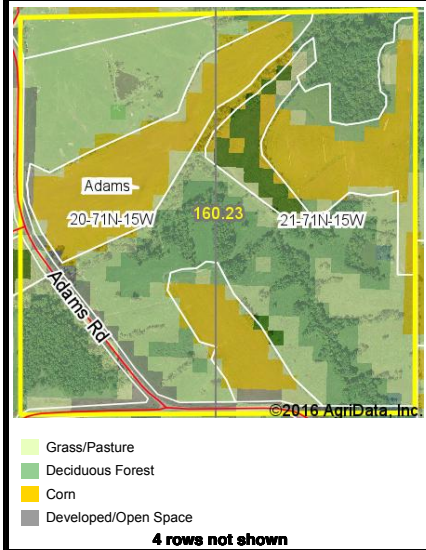 Adams
20-71N-15W
160.23
21-71N-15W
Adams Rd
©2016 AgriData, Inc.
Grass/Pasture
Deciduous Forest
Corn
Developed/Open Space
4 rows not shown